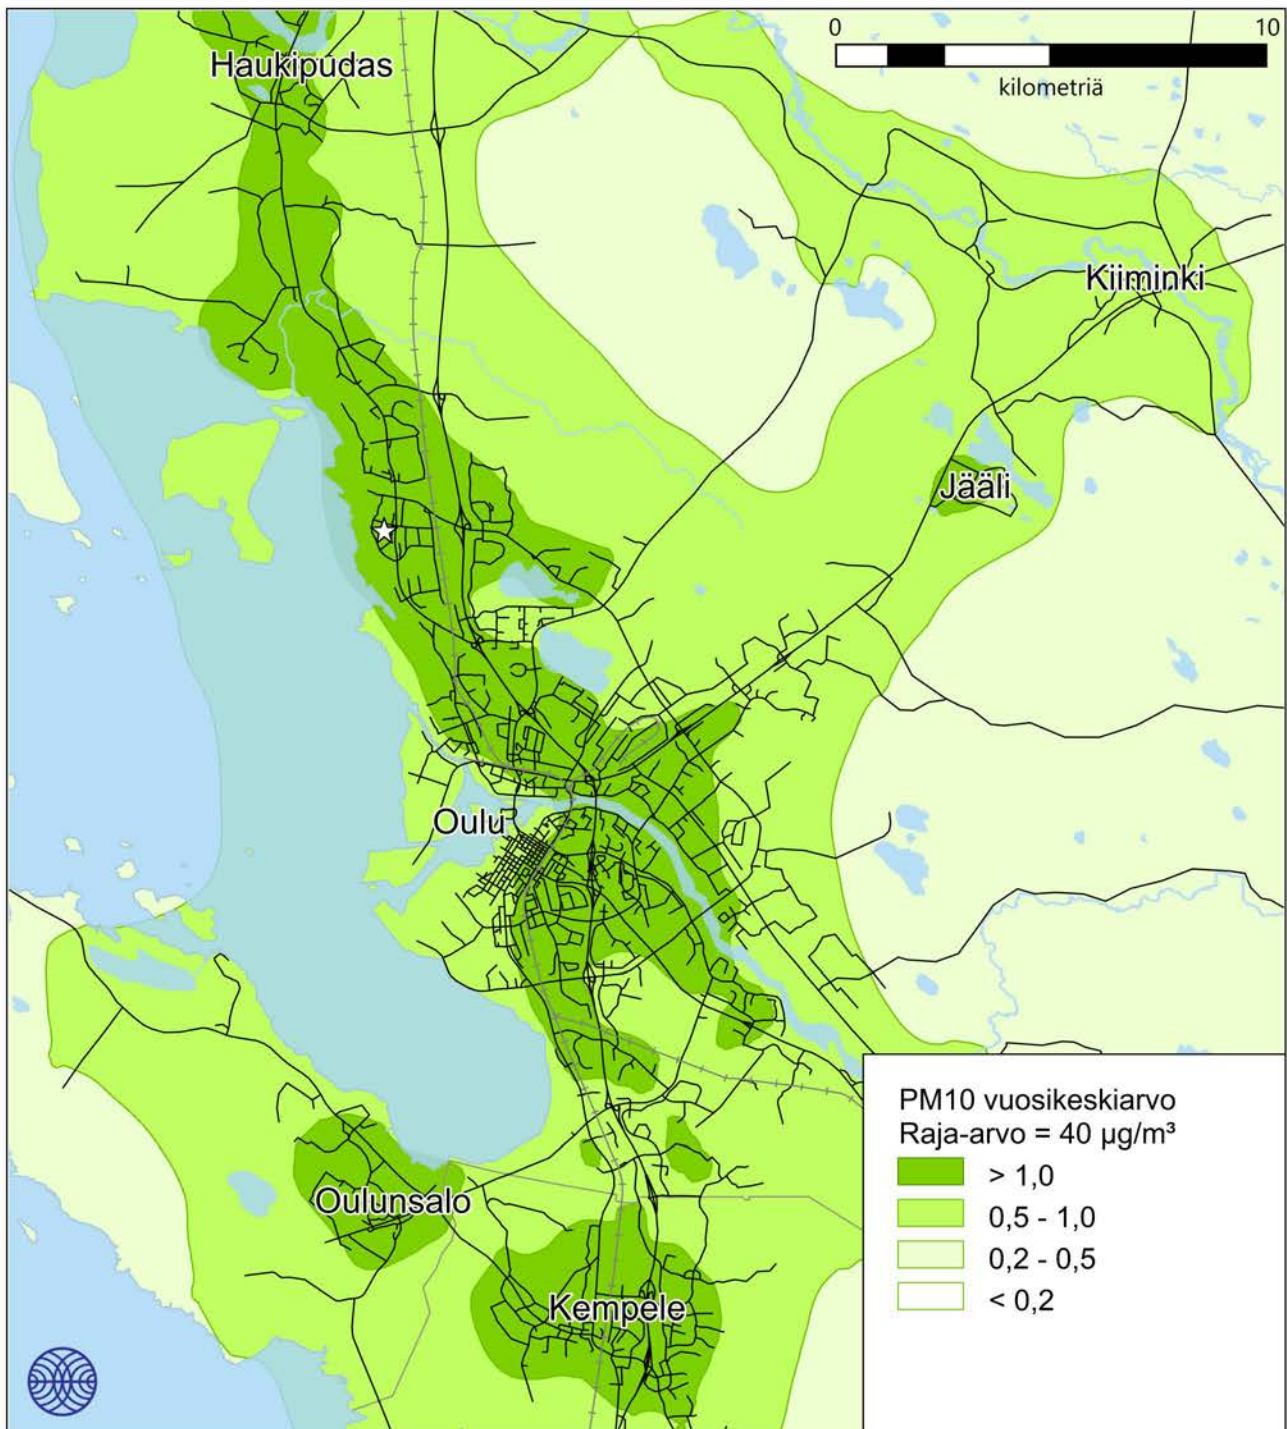 0 10
kilometriä
Haukipudas
Kiiminki
Jääli
Oulu
Oulunsalo
Kempele
PM10 vuosikeskiarvo
Raja-arvo = 40 µg/m³
> 1,0
0,5 - 1,0
0,2 - 0,5
< 0,2